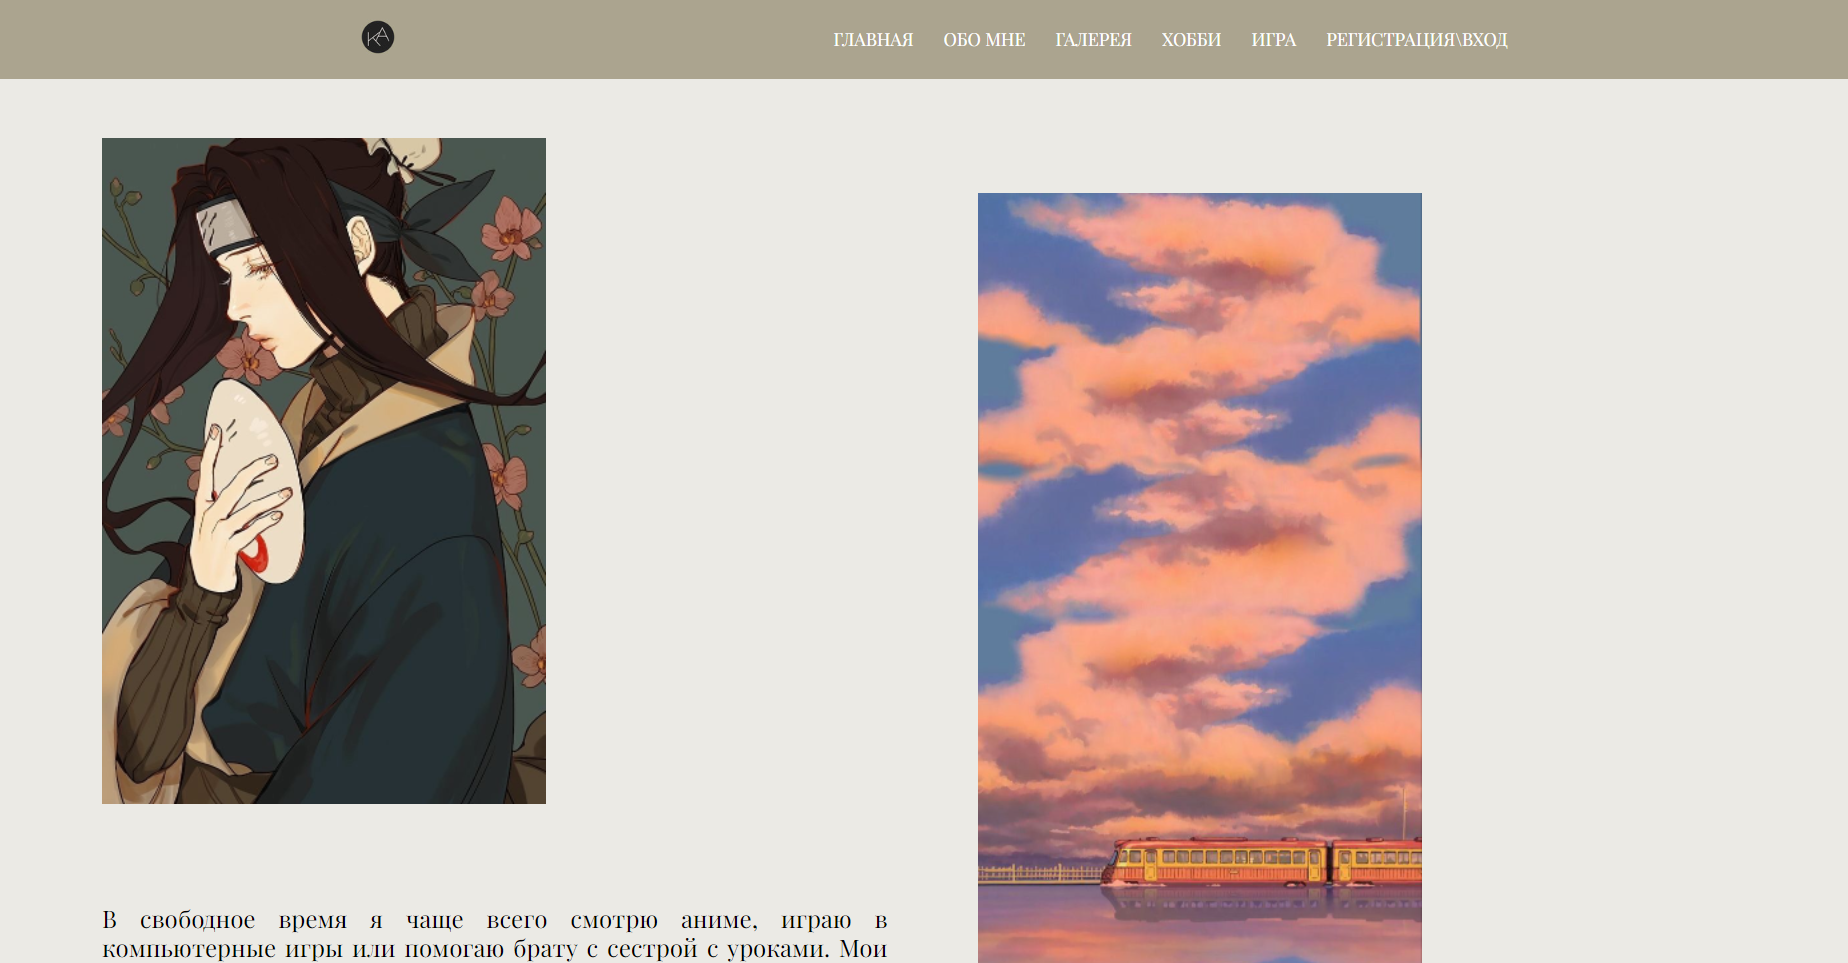 KA
ГЛАВНАЯ ОБО МНЕ ГАЛЕРЕЯ ХОББИ ИГРА РЕГИСТРАЦИЯ\ВХОД
В свободное время я чаще всего смотрю аниме, играю в
компьютерные игры или помогаю брату с сестрой с уроками. Мои